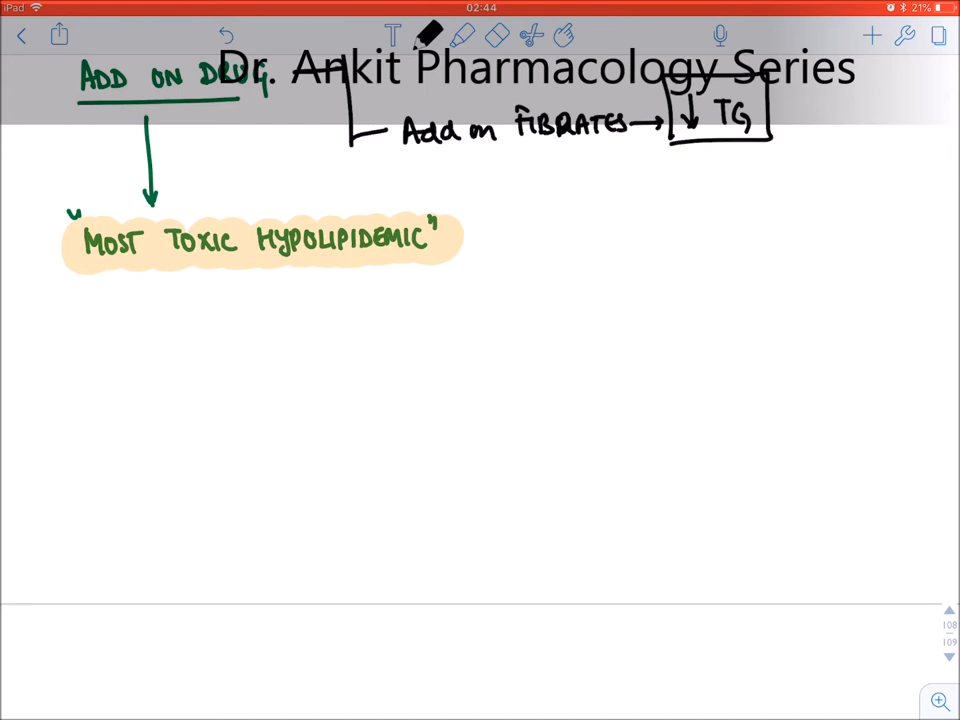 iPad 02:44 21%
Dr. Ankit Pharmacology Series
ADD ON DRUG
Add on FIBRATES → ↓ TG
"MOST TOXIC HYPOLIPIDEMIC"
108
109